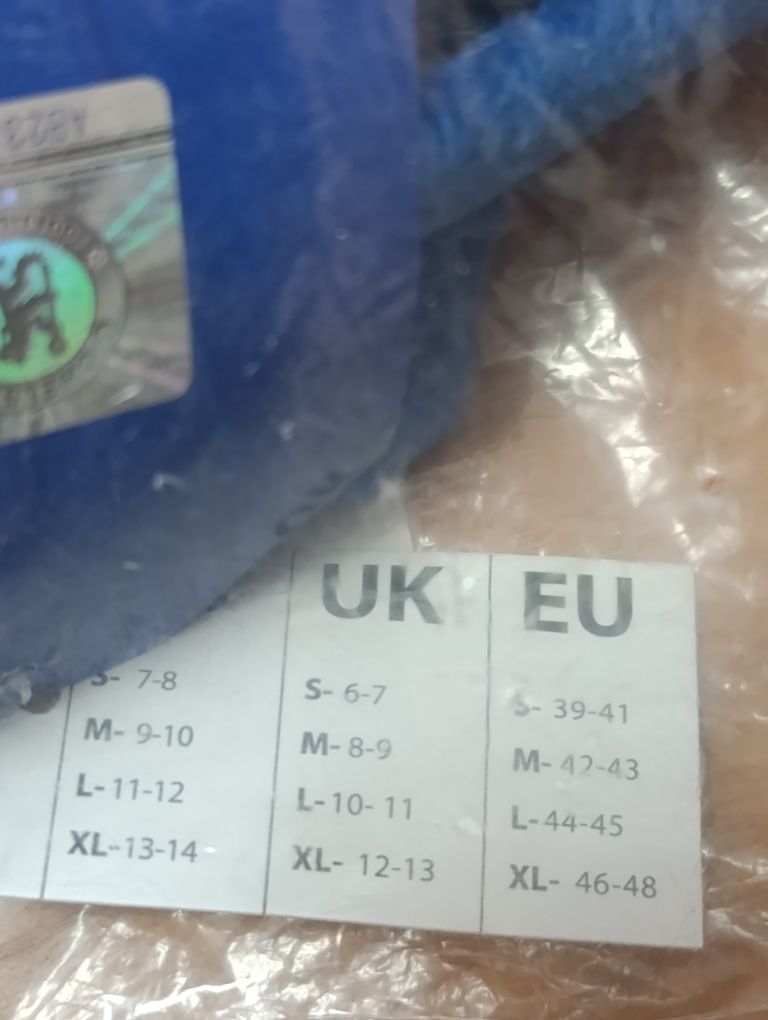 UK EU
S- 7-8 S- 6-7 S- 39-41
M- 9-10 M- 8-9 M- 42-43
L- 11-12 L- 10- 11 L- 44-45
XL- 13-14 XL- 12-13 XL- 46-48